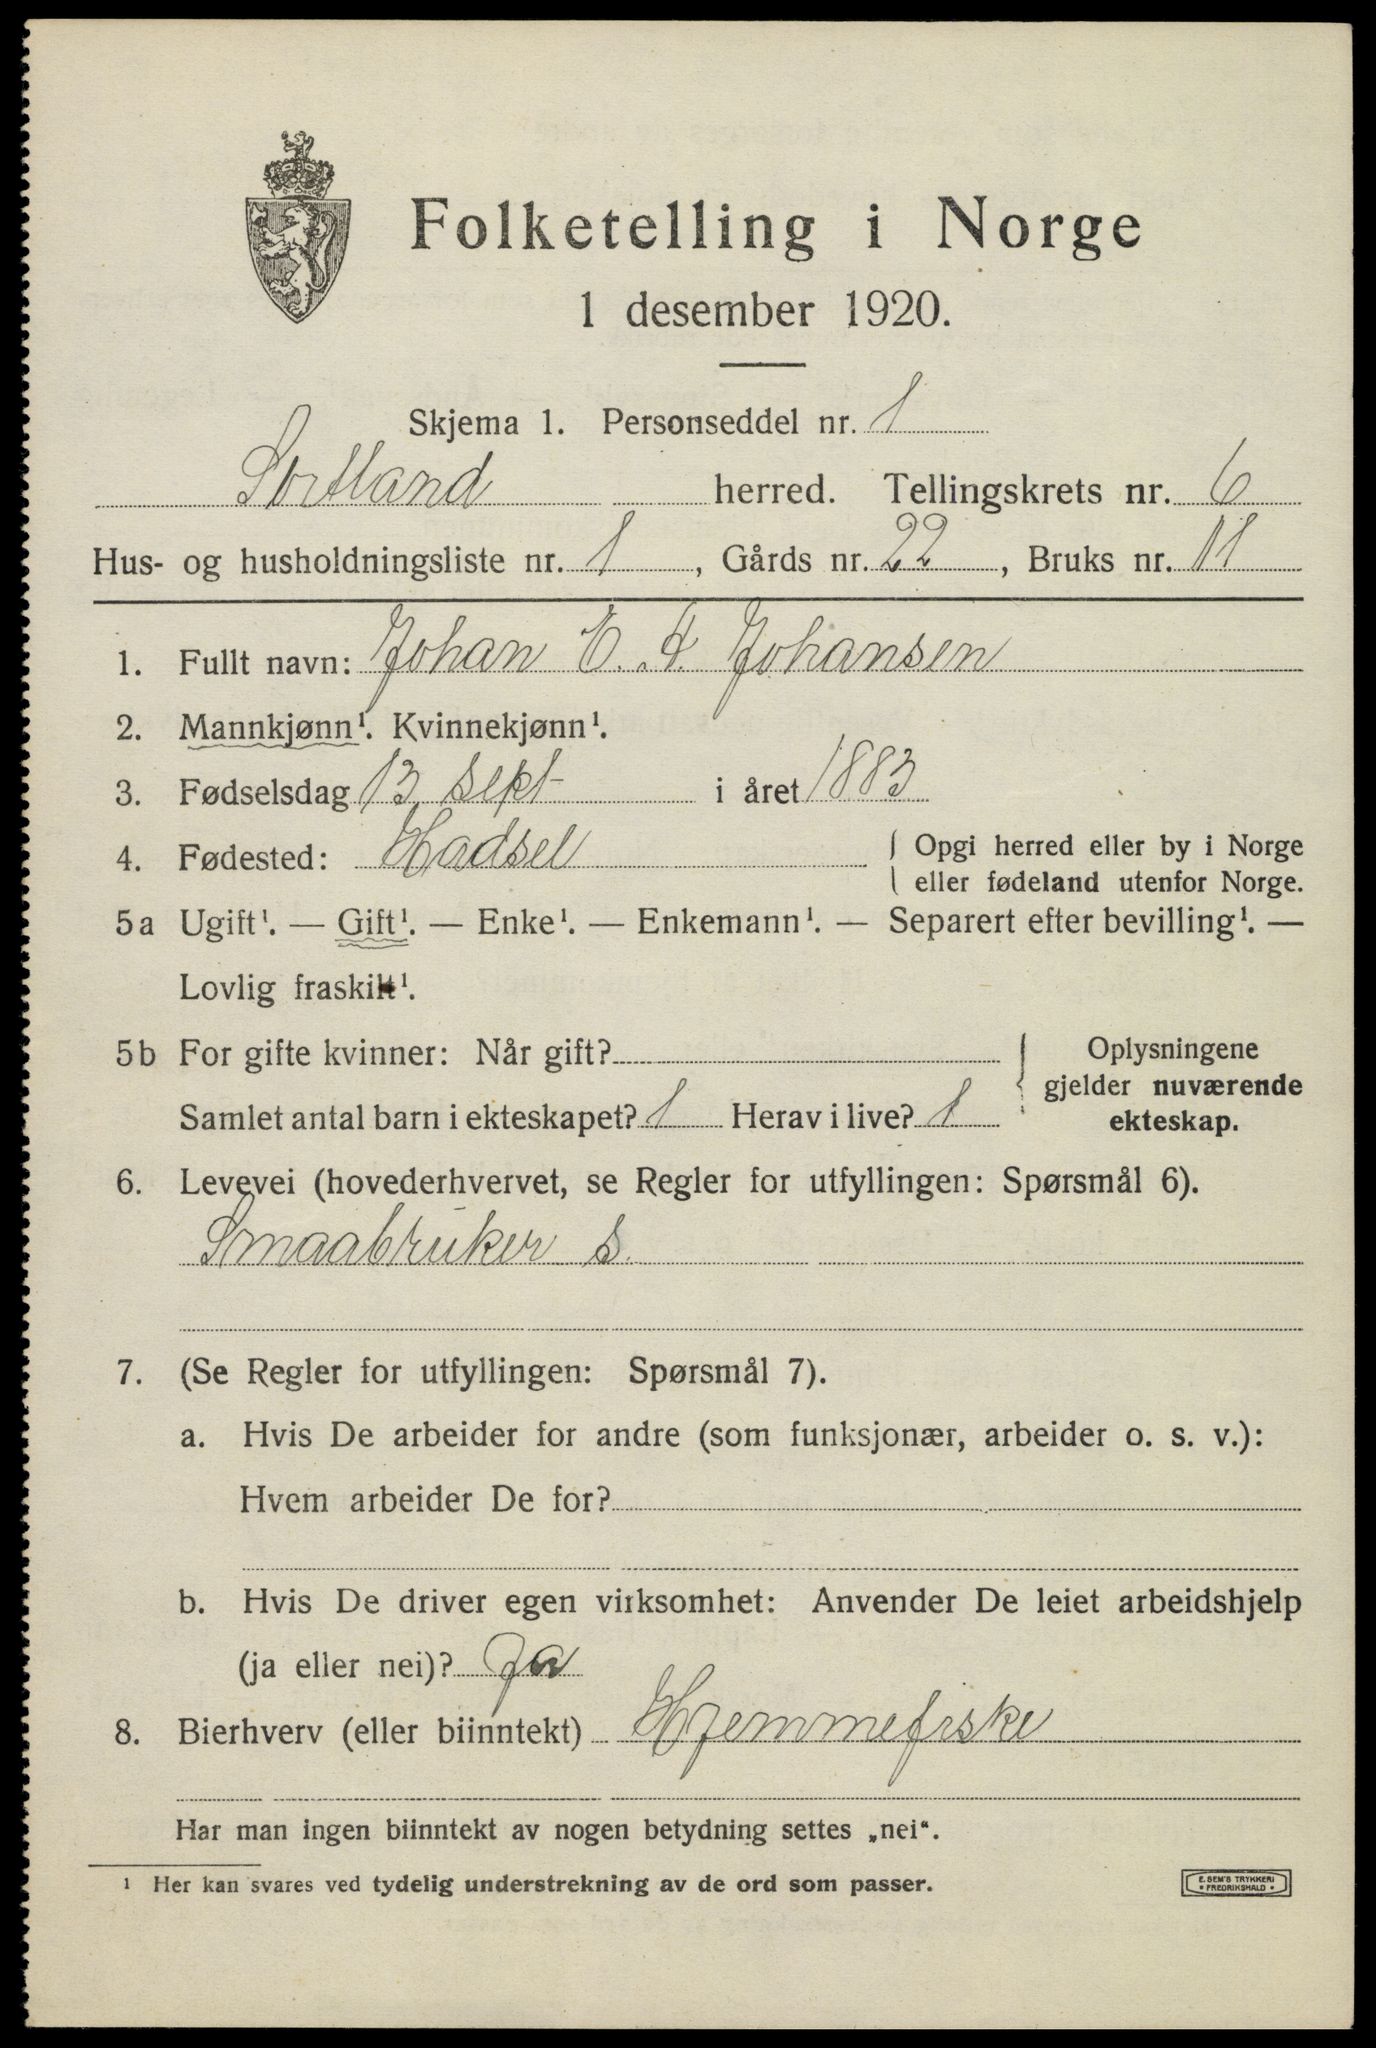 Folketelling i Norge
1 desember 1920.
Skjema 1. Personseddel nr. 1
Sortland herred. Tellingskrets nr. 6
Hus- og husholdningsliste nr. 1, Gårds nr. 22, Bruks nr. 11
1. Fullt navn: Johan E. A. Johansen
2. Mannkjønn¹. Kvinnekjønn¹.
3. Fødselsdag 13 sept i året 1883
4. Fødested: Hadsel { Opgi herred eller by i Norge
eller fødeland utenfor Norge.
5a Ugift¹. — Gift¹. — Enke¹. — Enkemann¹. — Separert efter bevilling¹. —
Lovlig fraskilt¹.
5b For gifte kvinner: Når gift? { Oplysningene
gjelder nuværende
Samlet antal barn i ekteskapet? 1 Herav i live? 1 ekteskap.
6. Levevei (hovederhvervet, se Regler for utfyllingen: Spørsmål 6).
Smaabruker S.
7. (Se Regler for utfyllingen: Spørsmål 7).
a. Hvis De arbeider for andre (som funksjonær, arbeider o. s. v.):
Hvem arbeider De for?
b. Hvis De driver egen virksomhet: Anvender De leiet arbeidshjelp
(ja eller nei)? Ja
8. Bierhverv (eller biinntekt) Hjemmefiske
Har man ingen biinntekt av nogen betydning settes „nei“.
¹ Her kan svares ved tydelig understrekning av de ord som passer.
E. SEM'S TRYKKERI
• FREDRIKSHALD •